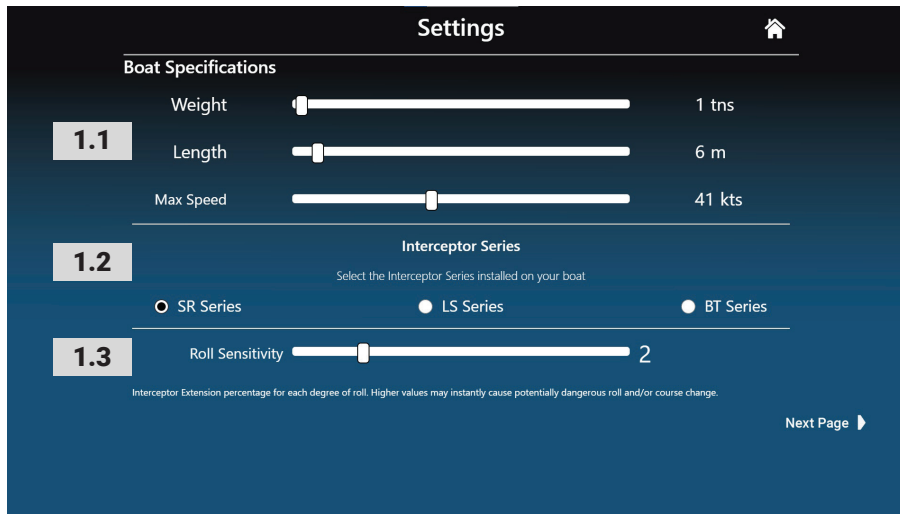 Settings
Boat Specifications
Weight 1 tns
1.1
Length 6 m
Max Speed 41 kts
Interceptor Series
1.2
Select the Interceptor Series installed on your boat
SR Series LS Series BT Series
1.3 Roll Sensitivity 2
Interceptor Extension percentage for each degree of roll. Higher values may instantly cause potentially dangerous roll and/or course change.
Next Page